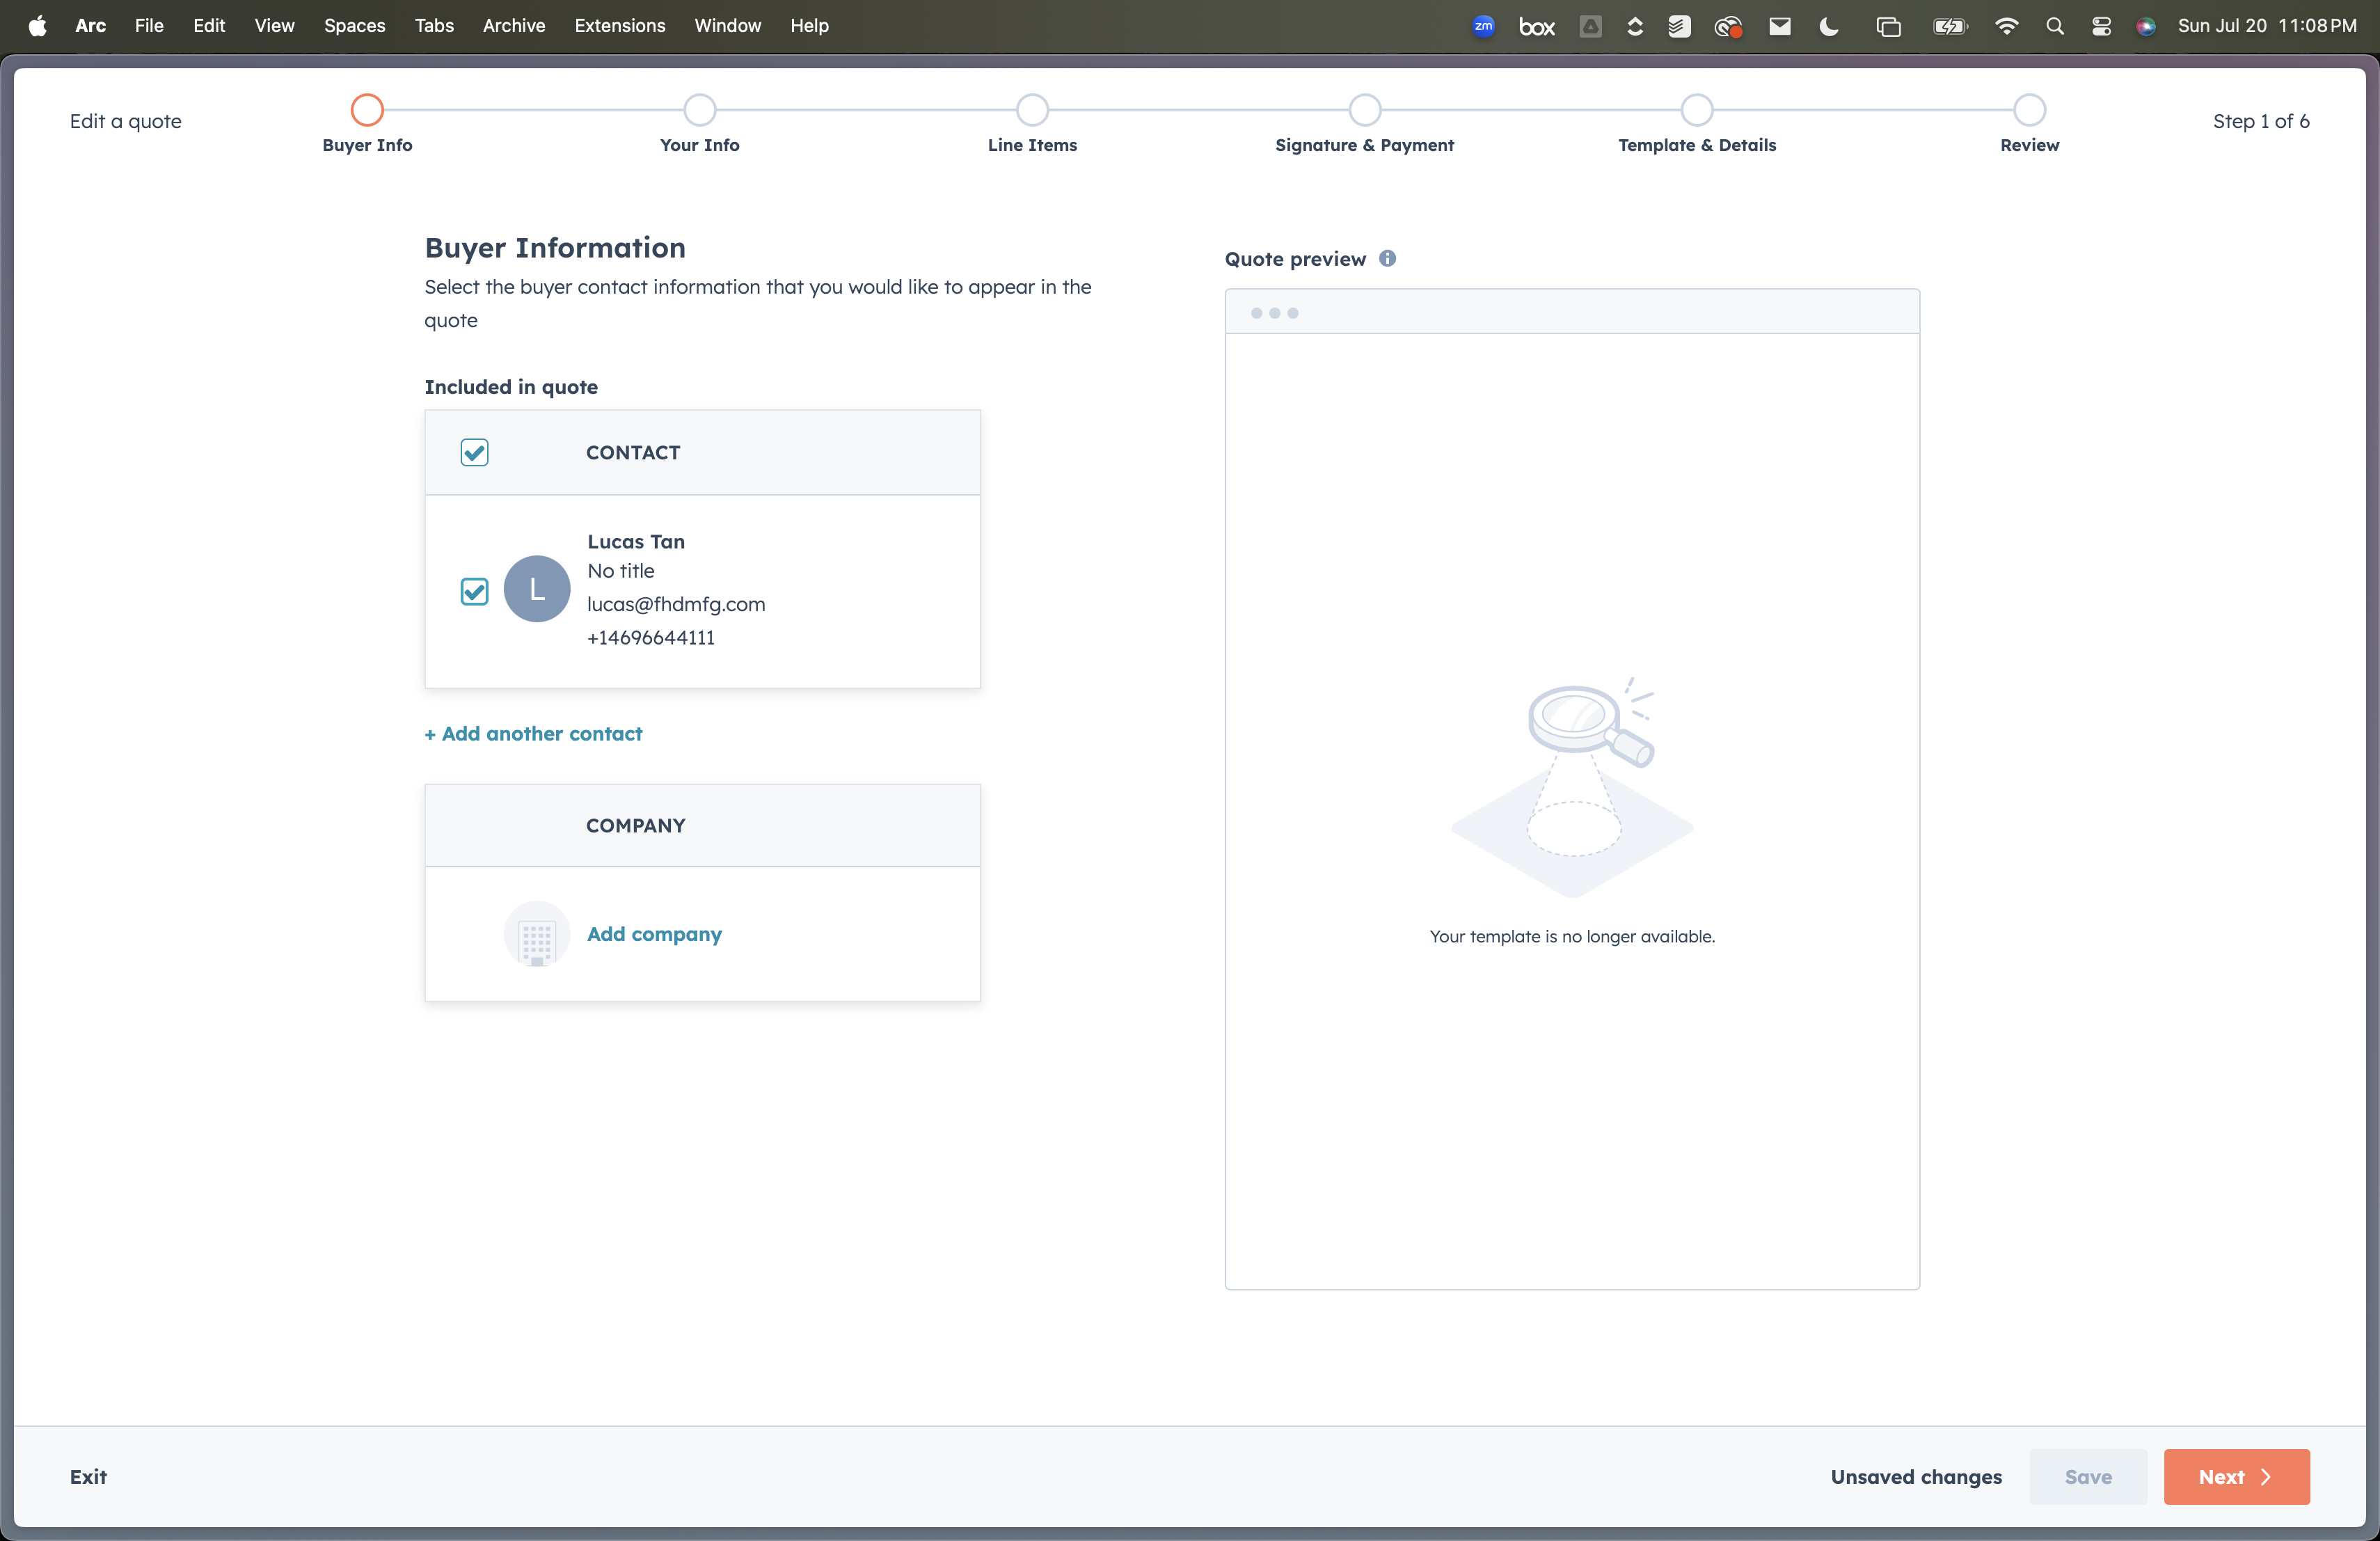 Arc File Edit View Spaces Tabs Archive Extensions Window Help zm box Sun Jul 20 11:08 PM
Edit a quote
Buyer Info
Your Info
Line Items
Signature & Payment
Template & Details
Review
Step 1 of 6
Buyer Information
Select the buyer contact information that you would like to appear in the
quote
Included in quote
CONTACT
L
Lucas Tan
No title
lucas@fhdmfg.com
+14696644111
+ Add another contact
COMPANY
Add company
Quote preview
Your template is no longer available.
Exit
Unsaved changes
Save
Next